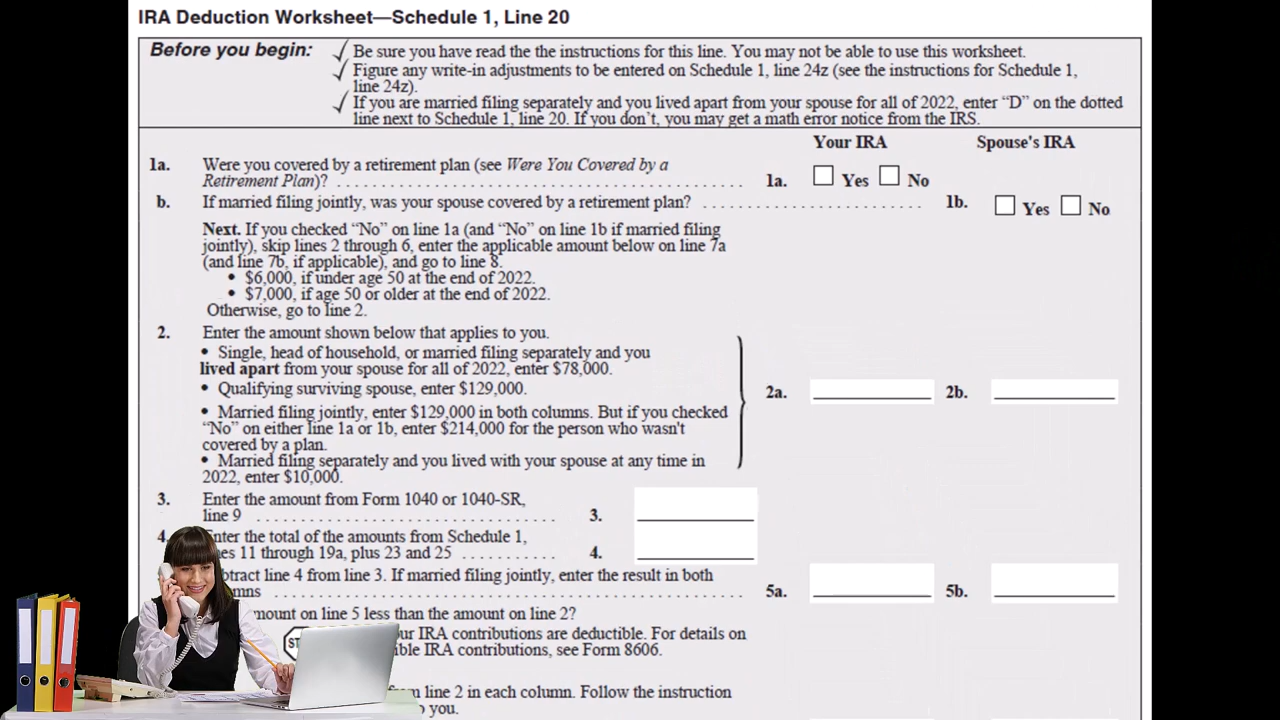 IRA Deduction Worksheet—Schedule 1, Line 20
Before you begin: Be sure you have read the the instructions for this line. You may not be able to use this worksheet.
Figure any write-in adjustments to be entered on Schedule 1, line 24z (see the instructions for Schedule 1,
line 24z).
If you are married filing separately and you lived apart from your spouse for all of 2022, enter “D” on the dotted
line next to Schedule 1, line 20. If you don’t, you may get a math error notice from the IRS.
Your IRA Spouse's IRA
1a. Were you covered by a retirement plan (see Were You Covered by a
Retirement Plan)? 1a. Yes No
b. If married filing jointly, was your spouse covered by a retirement plan? 1b. Yes No
Next. If you checked “No” on line 1a (and “No” on line 1b if married filing
jointly), skip lines 2 through 6, enter the applicable amount below on line 7a
(and line 7b, if applicable), and go to line 8.
• $6,000, if under age 50 at the end of 2022.
• $7,000, if age 50 or older at the end of 2022.
Otherwise, go to line 2.
2. Enter the amount shown below that applies to you.
• Single, head of household, or married filing separately and you
lived apart from your spouse for all of 2022, enter $78,000.
• Qualifying surviving spouse, enter $129,000. 2a. 2b.
• Married filing jointly, enter $129,000 in both columns. But if you checked
“No” on either line 1a or 1b, enter $214,000 for the person who wasn't
covered by a plan.
• Married filing separately and you lived with your spouse at any time in
2022, enter $10,000.
3. Enter the amount from Form 1040 or 1040-SR,
line 9 3.
4. Enter the total of the amounts from Schedule 1,
es 11 through 19a, plus 23 and 25 4.
btract line 4 from line 3. If married filing jointly, enter the result in both
mns 5a. 5b.
mount on line 5 less than the amount on line 2?
ur IRA contributions are deductible. For details on
ible IRA contributions, see Form 8606.
m line 2 in each column. Follow the instruction
o you.